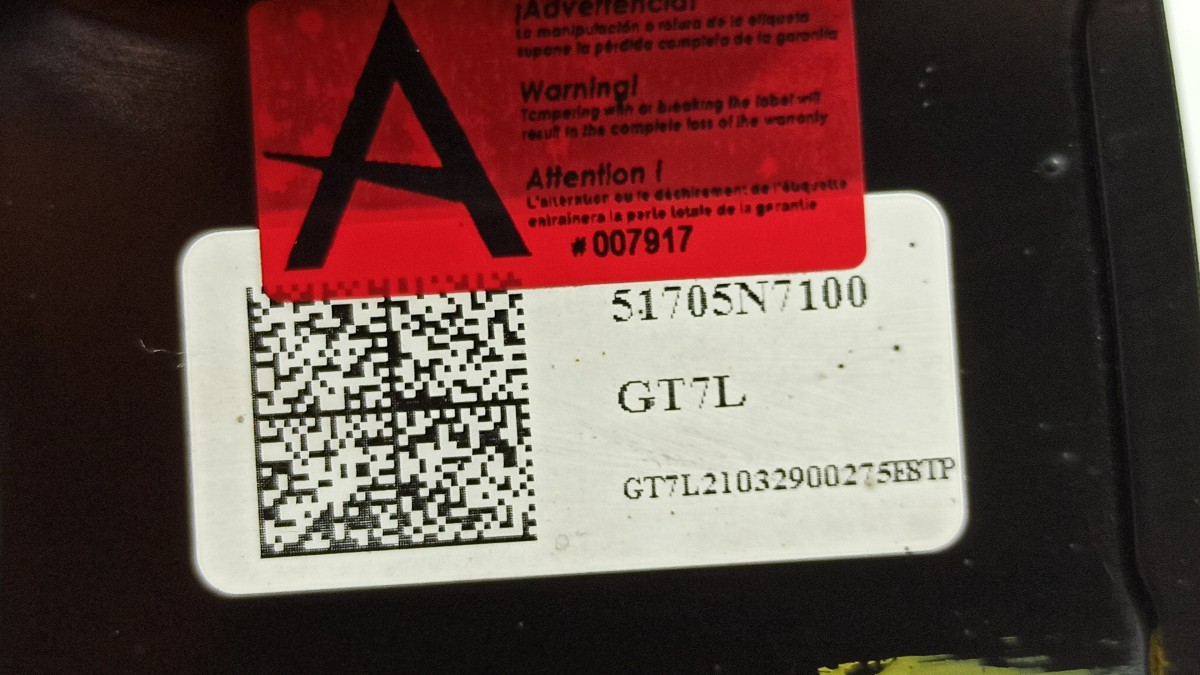 ¡Advertencia!
La manipulación o rotura de la etiqueta
supone la pérdida completa de la garantía
Warning!
Tampering with or breaking the label will
result in the complete loss of the warranty
Attention !
L'altération ou le déchirement de l'étiquette
entraînera la perte totale de la garantie
#007917
51705N7100
GT7L
GT7L21032900275E8TP